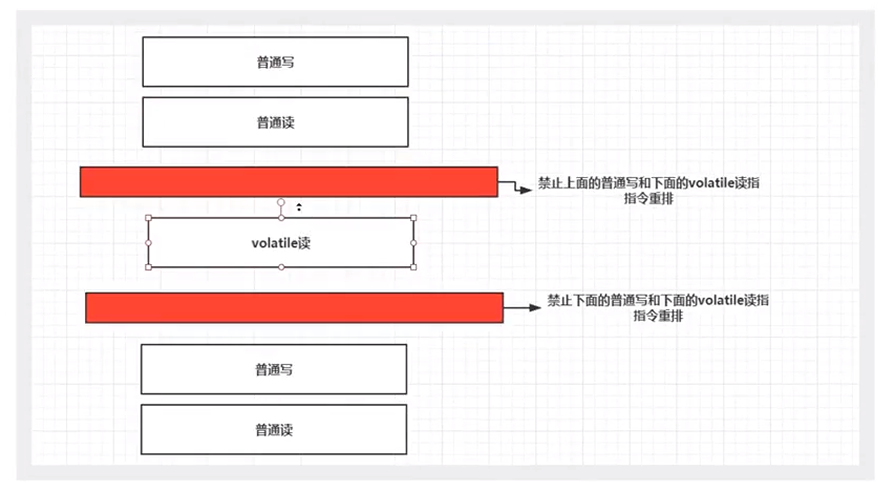 普通写
普通读
禁止上面的普通写和下面的volatile读指
指令重排
volatile读
禁止下面的普通写和下面的volatile读指
指令重排
普通写
普通读